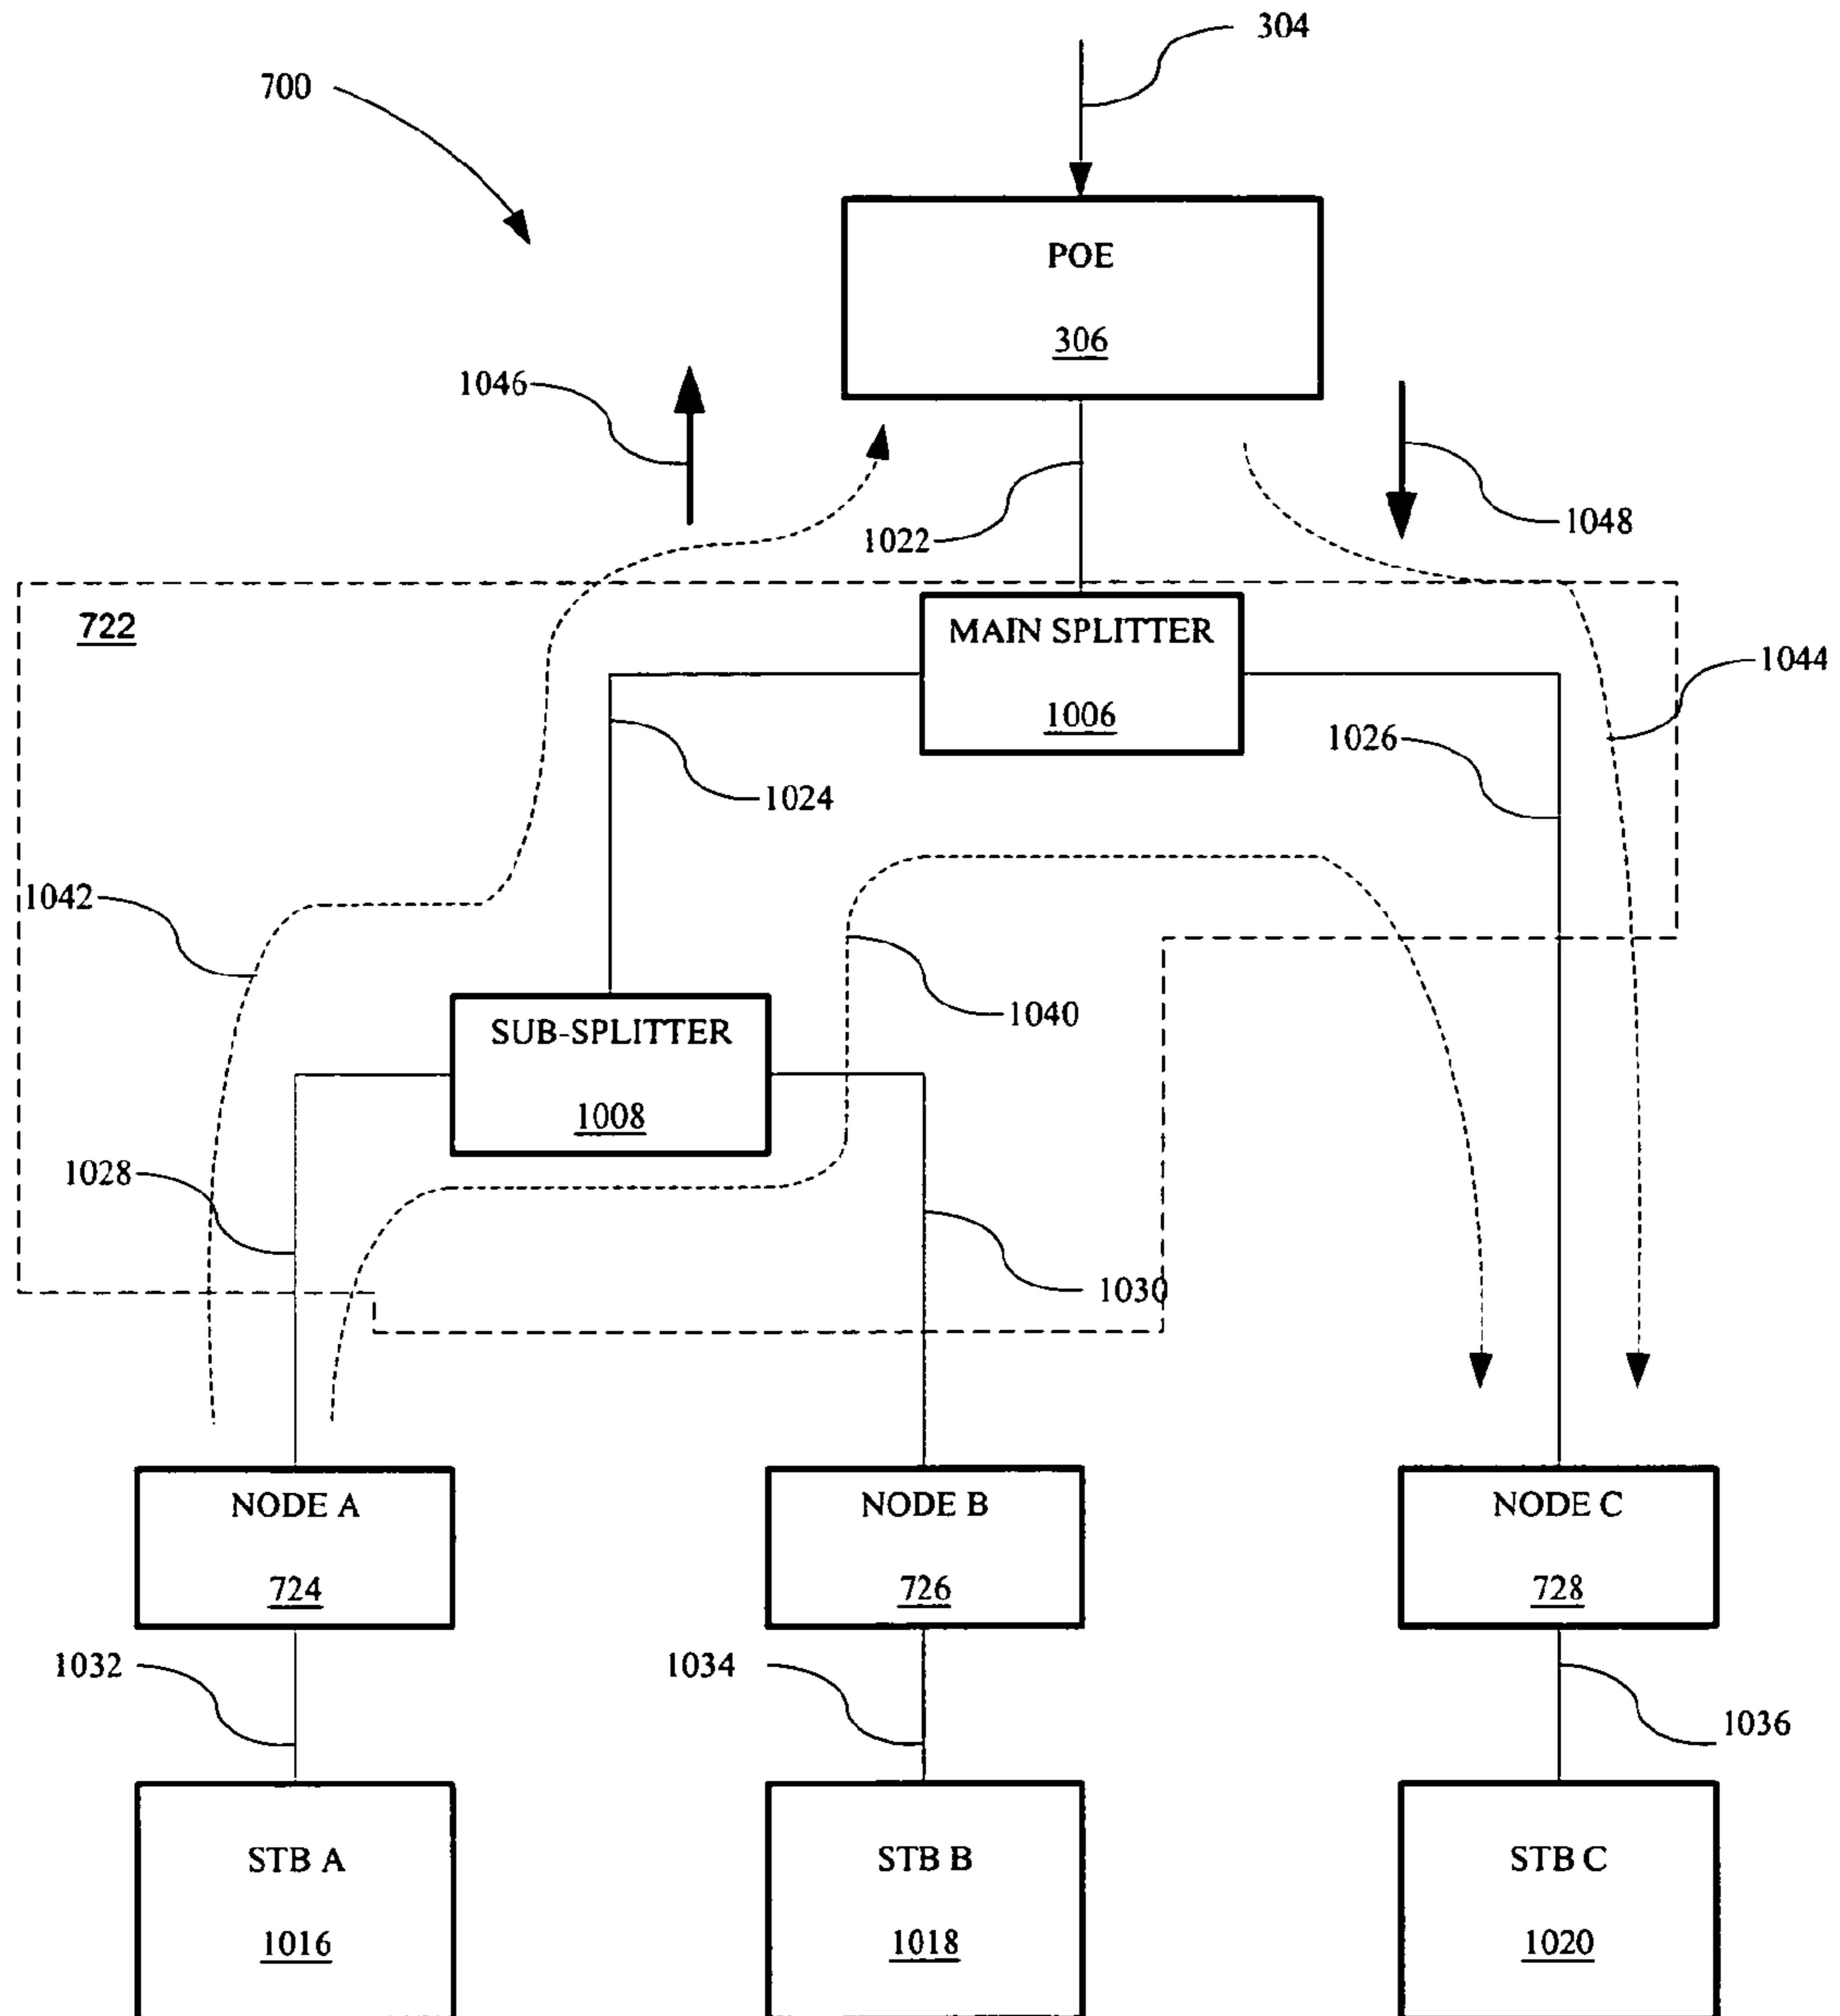 304
700
POE
306
1046
1022
1048
722
MAIN SPLITTER
1006
1044
1026
1024
1042
1040
SUB-SPLITTER
1008
1028
1030
NODE A
724
NODE B
726
NODE C
728
1032
1034
1036
STB A
1016
STB B
1018
STB C
1020